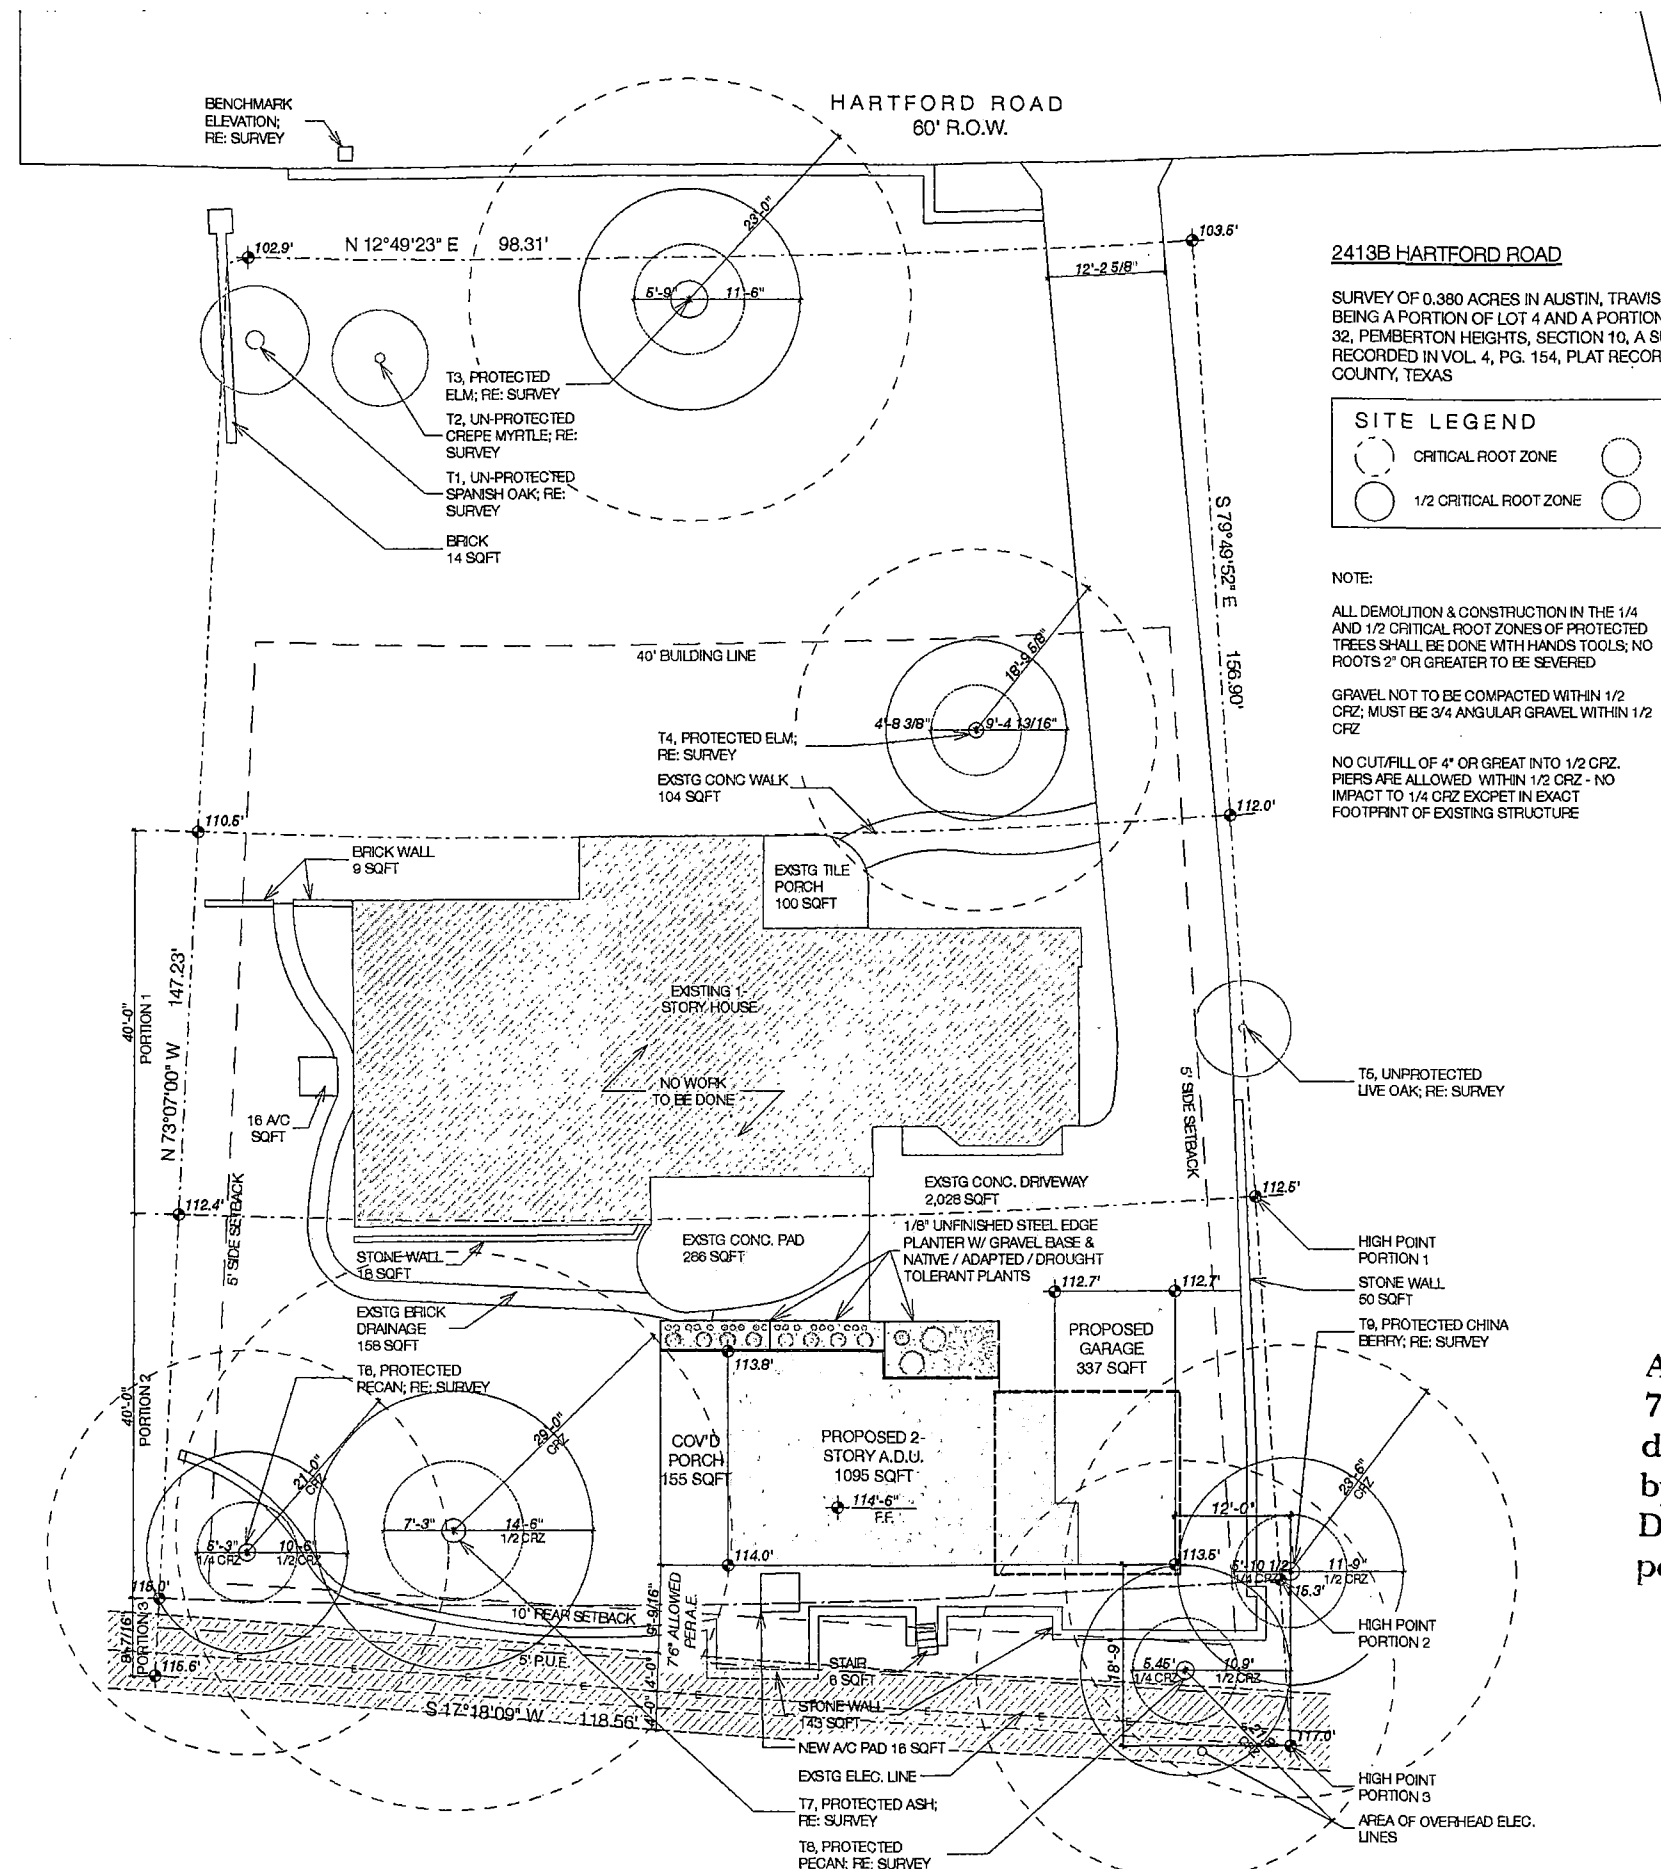 HARTFORD ROAD
60' R.O.W.
BENCHMARK
ELEVATION;
RE: SURVEY
102.9'
N 12°49'23" E 98.31'
103.5'
12'-2 5/8"
23'-0"
5'-9"
11'-6"
T3, PROTECTED
ELM; RE: SURVEY
T2, UN-PROTECTED
CREPE MYRTLE; RE:
SURVEY
T1, UN-PROTECTED
SPANISH OAK; RE:
SURVEY
BRICK
14 SQFT
2413B HARTFORD ROAD
SURVEY OF 0.380 ACRES IN AUSTIN, TRAVIS
BEING A PORTION OF LOT 4 AND A PORTION
32, PEMBERTON HEIGHTS, SECTION 10, A
RECORDED IN VOL. 4, PG. 154, PLAT
COUNTY, TEXAS
SITE LEGEND
CRITICAL ROOT ZONE
1/2 CRITICAL ROOT ZONE
NOTE:
ALL DEMOLITION & CONSTRUCTION IN THE 1/4
AND 1/2 CRITICAL ROOT ZONES OF PROTECTED
TREES SHALL BE DONE WITH HANDS TOOLS; NO
ROOTS 2" OR GREATER TO BE SEVERED
GRAVEL NOT TO BE COMPACTED WITHIN 1/2
CRZ; MUST BE 3/4 ANGULAR GRAVEL WITHIN 1/2
CRZ
NO CUT/FILL OF 4" OR GREAT INTO 1/2 CRZ.
PIERS ARE ALLOWED WITHIN 1/2 CRZ - NO
IMPACT TO 1/4 CRZ EXCPET IN EXACT
FOOTPRINT OF EXISTING STRUCTURE
S 79°49'52" E 156.90'
40' BUILDING LINE
18'-9 5/8"
4'-8 3/8"
9'-4 13/16"
T4, PROTECTED ELM;
RE: SURVEY
EXSTG CONC WALK
104 SQFT
110.5'
112.0'
BRICK WALL
9 SQFT
EXSTG TILE
PORCH
100 SQFT
N 73°07'00" W 147.23'
40'-0"
PORTION 1
EXISTING 1-
STORY HOUSE
NO WORK
TO BE DONE
16 A/C
SQFT
T5, UNPROTECTED
LIVE OAK; RE: SURVEY
5' SIDE SETBACK
5' SIDE SETBACK
112.4'
112.5'
EXSTG CONC. DRIVEWAY
2,028 SQFT
1/8" UNFINISHED STEEL EDGE
PLANTER W/ GRAVEL BASE &
NATIVE / ADAPTED / DROUGHT
TOLERANT PLANTS
EXSTG CONC. PAD
286 SQFT
STONE WALL
18 SQFT
HIGH POINT
PORTION 1
STONE WALL
50 SQFT
112.7'
112.7'
EXSTG BRICK
DRAINAGE
158 SQFT
T9, PROTECTED CHINA
BERRY; RE: SURVEY
PROPOSED
GARAGE
337 SQFT
113.8'
T6, PROTECTED
PECAN; RE: SURVEY
40'-0"
PORTION 2
29'-0"
CRZ
21'-0"
CRZ
COV'D
PORCH
155 SQFT
PROPOSED 2-
STORY A.D.U.
1095 SQFT
114'-6"
F.F.
23'-6"
CRZ
12'-0"
7'-3"
14'-6"
1/2 CRZ
5'-3"
1/4 CRZ
10'-6"
1/2 CRZ
114.0'
113.5'
5'-10 1/2"
1/4 CRZ
11'-9"
1/2 CRZ
115.3'
115.0'
PORTION 3
115.6'
10' REAR SETBACK
5' P.U.E.
7'6" ALLOWED
PER A.E.
4'-0"
4'-0"
S 17°18'09" W 118.56'
STAIR
6 SQFT
STONE WALL
143 SQFT
NEW A/C PAD 16 SQFT
EXSTG ELEC. LINE
T7, PROTECTED ASH;
RE: SURVEY
T8, PROTECTED
PECAN; RE: SURVEY
18'-9"
5.45'
1/4 CRZ
10.9'
1/2 CRZ
117.0'
HIGH POINT
PORTION 2
HIGH POINT
PORTION 3
AREA OF OVERHEAD ELEC.
LINES